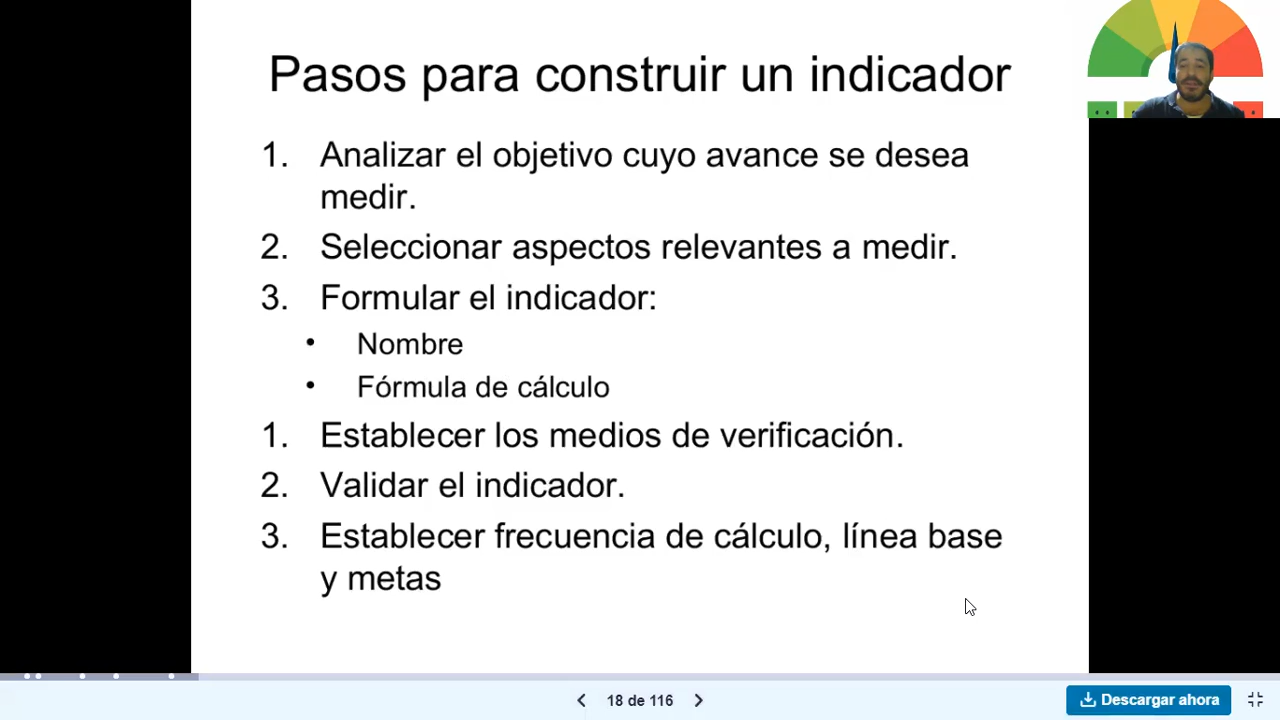 Pasos para construir un indicador
1. Analizar el objetivo cuyo avance se desea
medir.
2. Seleccionar aspectos relevantes a medir.
3. Formular el indicador:
• Nombre
• Fórmula de cálculo
1. Establecer los medios de verificación.
2. Validar el indicador.
3. Establecer frecuencia de cálculo, línea base
y metas
18 de 116
Descargar ahora